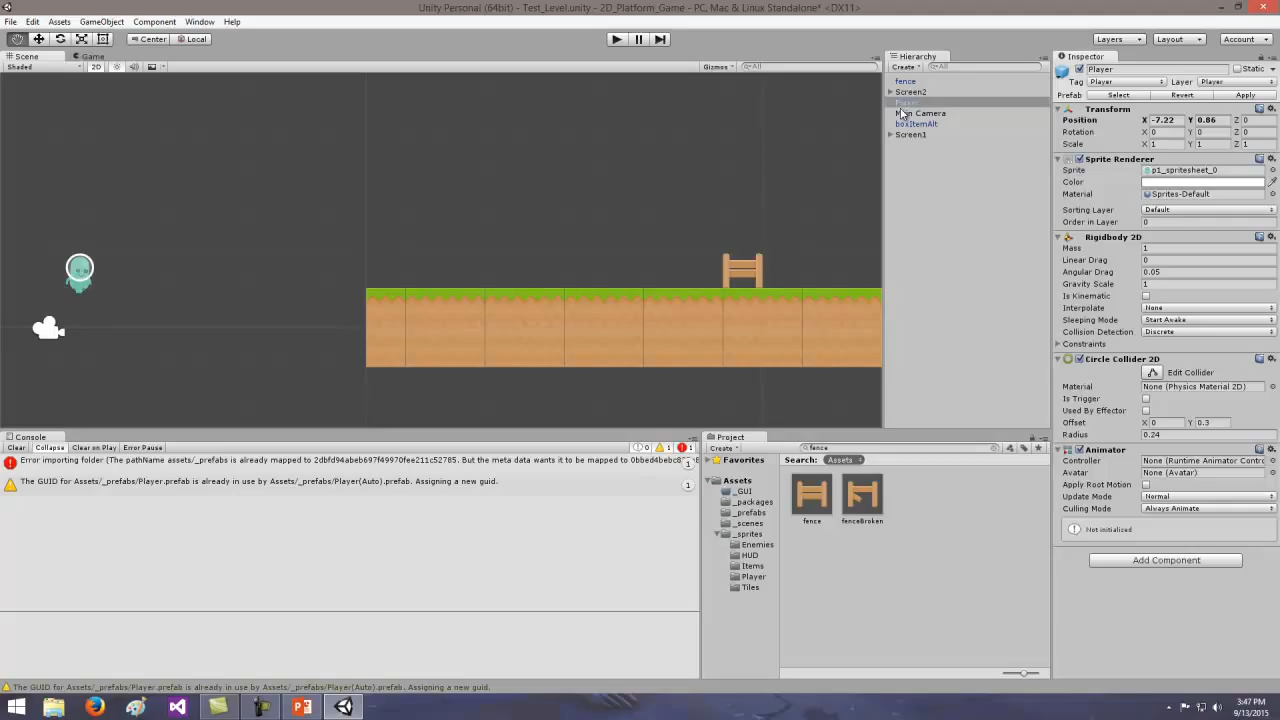 Unity Personal (64bit) - Test_Level.unity - 2D_Platform_Game - PC, Mac & Linux Standalone* <DX11>
File Edit Assets GameObject Component Window Help
Center Local Layers Layout Account
Scene Game
Shaded 2D Gizmos All
Hierarchy
Create All
fence
Screen2
Player
Main Camera
boxItemAlt
Screen1
Inspector
Player Static
Tag Player Layer Player
Prefab Select Revert Apply
Transform
Position X -7.22 Y 0.86 Z 0
Rotation X 0 Y 0 Z 0
Scale X 1 Y 1 Z 1
Sprite Renderer
Sprite p1_spritesheet_0
Color
Material Sprites-Default
Sorting Layer Default
Order in Layer 0
Rigidbody 2D
Mass 1
Linear Drag 0
Angular Drag 0.05
Gravity Scale 1
Is Kinematic
Interpolate None
Sleeping Mode Start Awake
Collision Detection Discrete
Constraints
Circle Collider 2D
Edit Collider
Material None (Physics Material 2D)
Is Trigger
Used By Effector
Offset X 0 Y 0.3
Radius 0.24
Animator
Controller None (Runtime Animator Contro
Avatar None (Avatar)
Apply Root Motion
Update Mode Normal
Culling Mode Always Animate
Not initialized
Add Component
Console
Clear Collapse Clear on Play Error Pause 0 1 1
Error importing folder (The pathName assets/_prefabs is already mapped to
But the meta data wants it to be mapped to
1
The GUID for Assets/_prefabs/Player.prefab is already in use by Assets/_prefabs/Player(Auto).prefab. Assigning a new guid. 1
Project
Create fence
Favorites
Assets
_GUI
_packages
_prefabs
_scenes
_sprites
Enemies
HUD
Items
Player
Tiles
Search: Assets
fence fenceBroken
The GUID for Assets/_prefabs/Player.prefab is already in use by Assets/_prefabs/Player(Auto).prefab. Assigning a new guid.
3:47 PM
9/13/2015